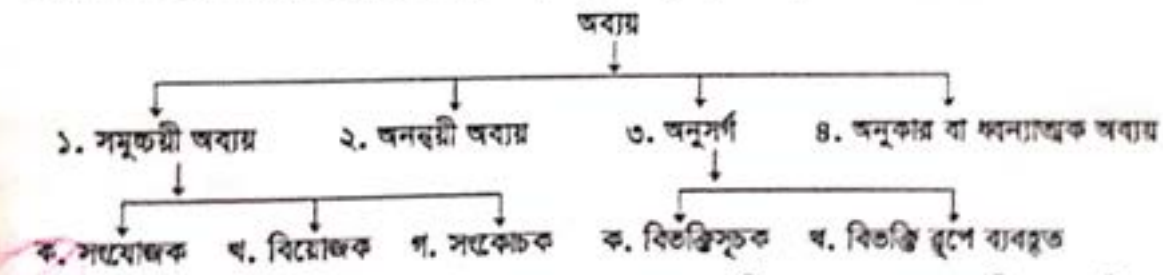 অব্যয়
১. সমুচ্চয়ী অব্যয় ২. অনন্বয়ী অব্যয় ৩. অনুসর্গ ৪. অনুকার বা ধ্বন্যাত্মক অব্যয়
ক. সংযোজক খ. বিয়োজক গ. সংকোচক ক. বিভক্তিসূচক খ. বিভক্তি রূপে ব্যবহৃত